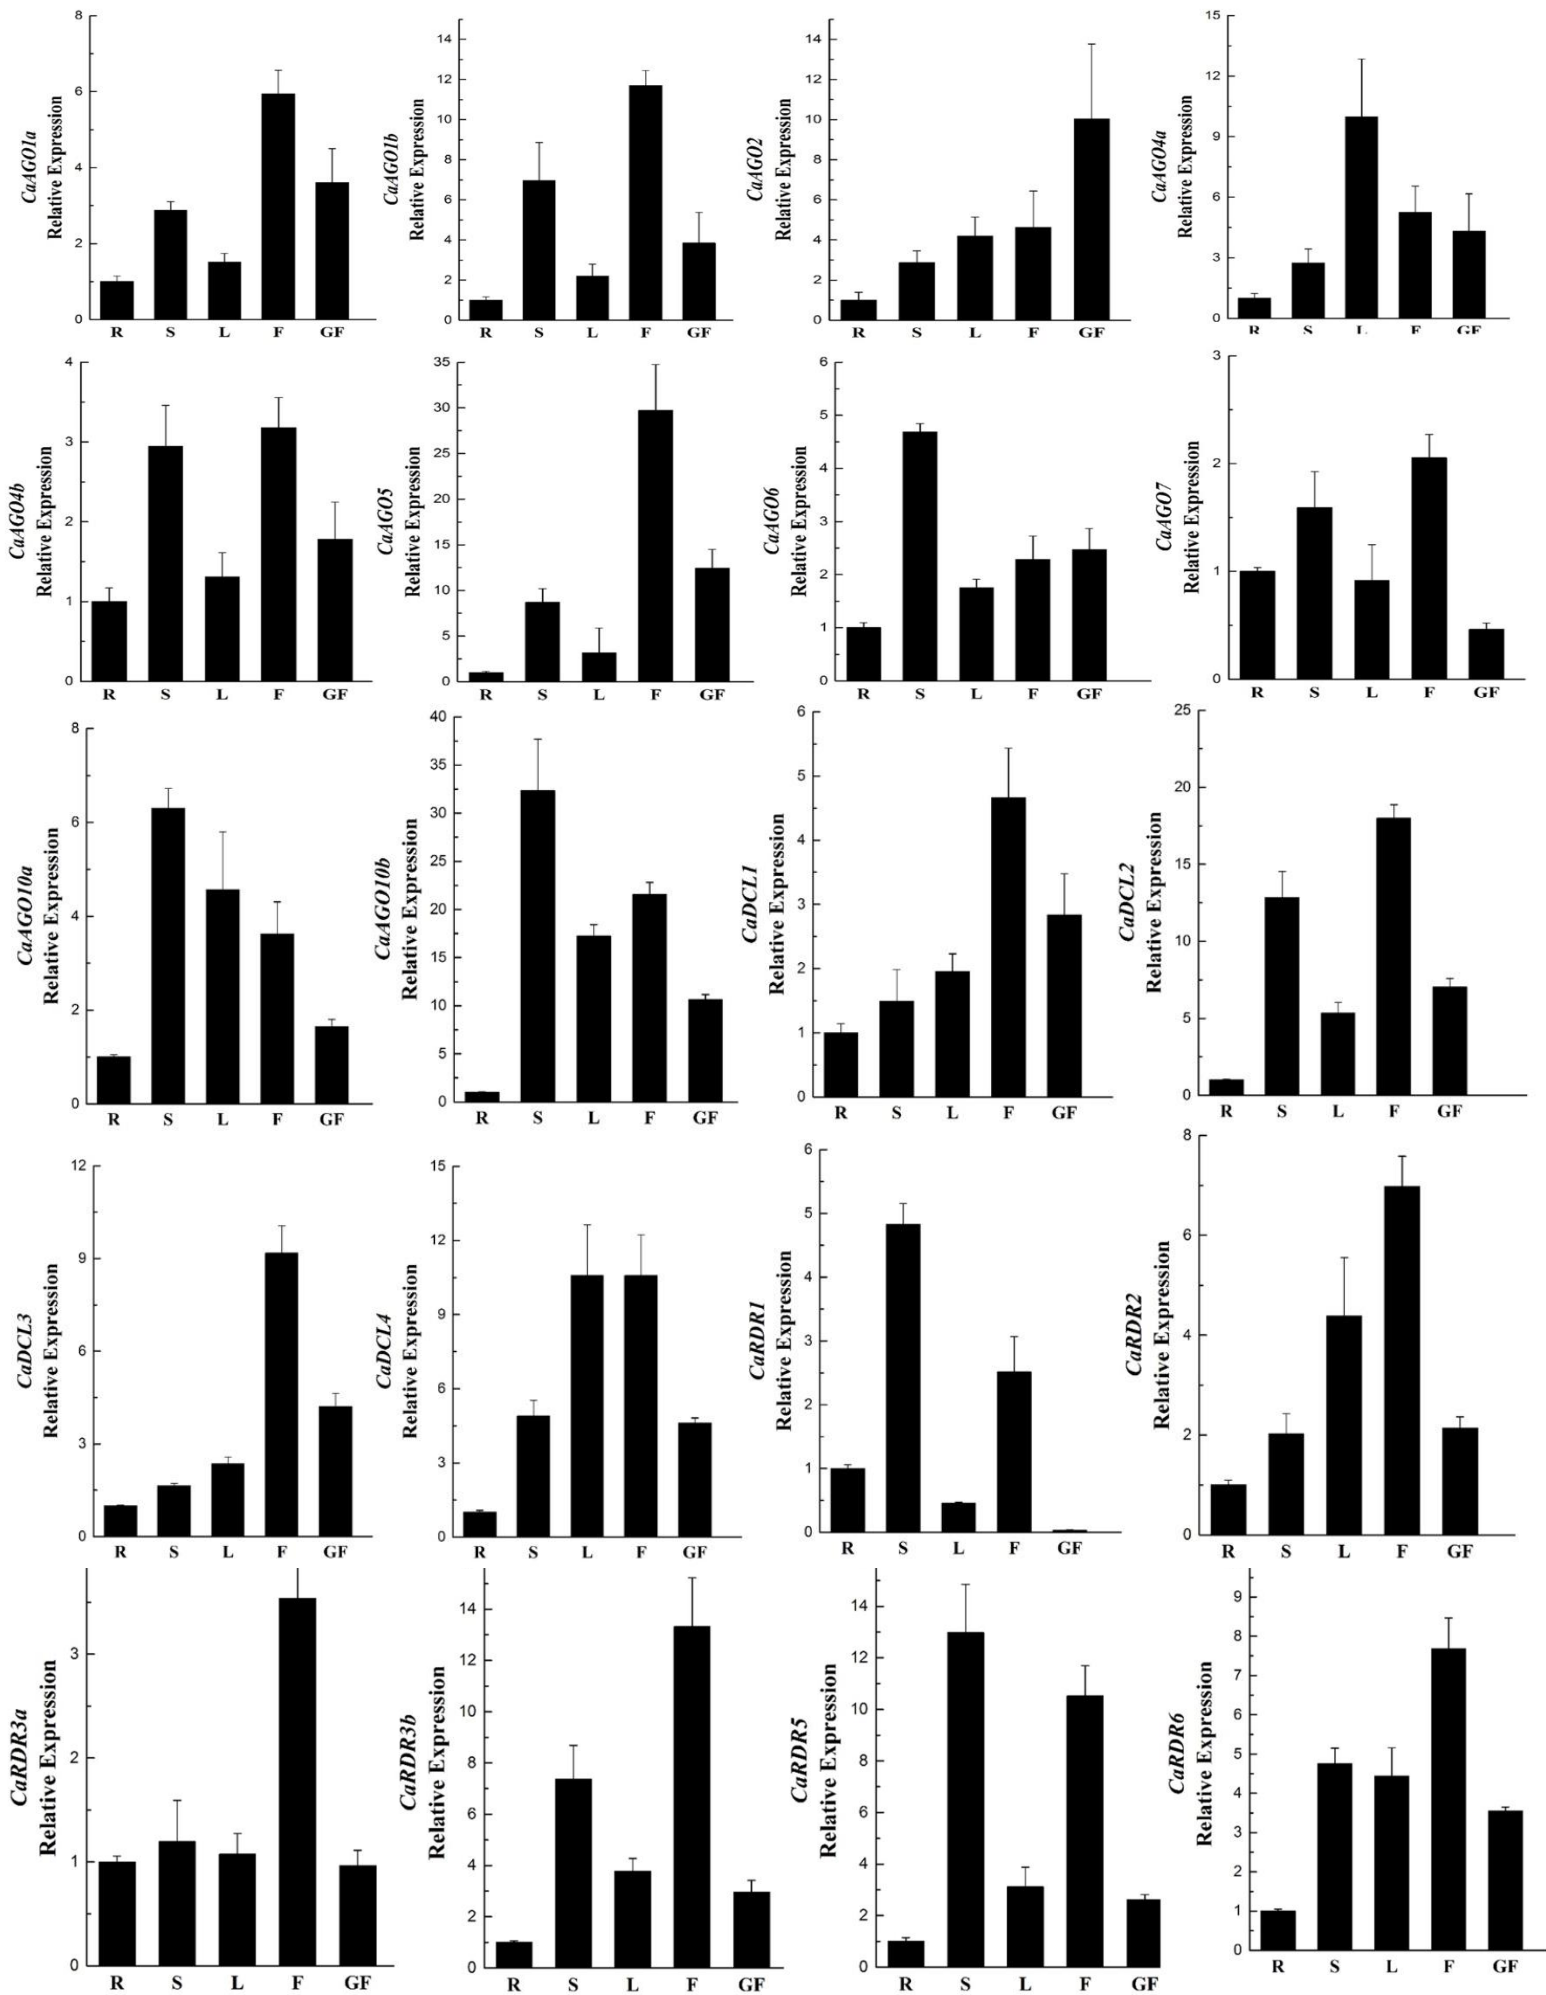 CaAGO1a
Relative Expression
8
6
4
2
0
R S L F GF
CaAGO1b
Relative Expression
14
12
10
8
6
4
2
0
R S L F GF
CaAGO2
Relative Expression
14
12
10
8
6
4
2
0
R S L F GF
CaAGO4a
Relative Expression
15
12
9
6
3
0
R S L F GF
CaAGO4b
Relative Expression
4
3
2
1
0
R S L F GF
CaAGO5
Relative Expression
35
30
25
20
15
10
5
0
R S L F GF
CaAGO6
Relative Expression
6
5
4
3
2
1
0
R S L F GF
CaAGO7
Relative Expression
3
2
1
0
R S L F GF
CaAGO10a
Relative Expression
8
6
4
2
0
R S L F GF
CaAGO10b
Relative Expression
40
35
30
25
20
15
10
5
0
R S L F GF
CaDCL1
Relative Expression
6
5
4
3
2
1
0
R S L F GF
CaDCL2
Relative Expression
25
20
15
10
5
0
R S L F GF
CaDCL3
Relative Expression
12
9
6
3
0
R S L F GF
CaDCL4
Relative Expression
15
12
9
6
3
0
R S L F GF
CaRDR1
Relative Expression
6
5
4
3
2
1
0
R S L F GF
CaRDR2
Relative Expression
8
6
4
2
0
R S L F GF
CaRDR3a
Relative Expression
3
2
1
0
R S L F GF
CaRDR3b
Relative Expression
14
12
10
8
6
4
2
0
R S L F GF
CaRDR5
Relative Expression
14
12
10
8
6
4
2
0
R S L F GF
CaRDR6
Relative Expression
9
8
7
6
5
4
3
2
1
0
R S L F GF